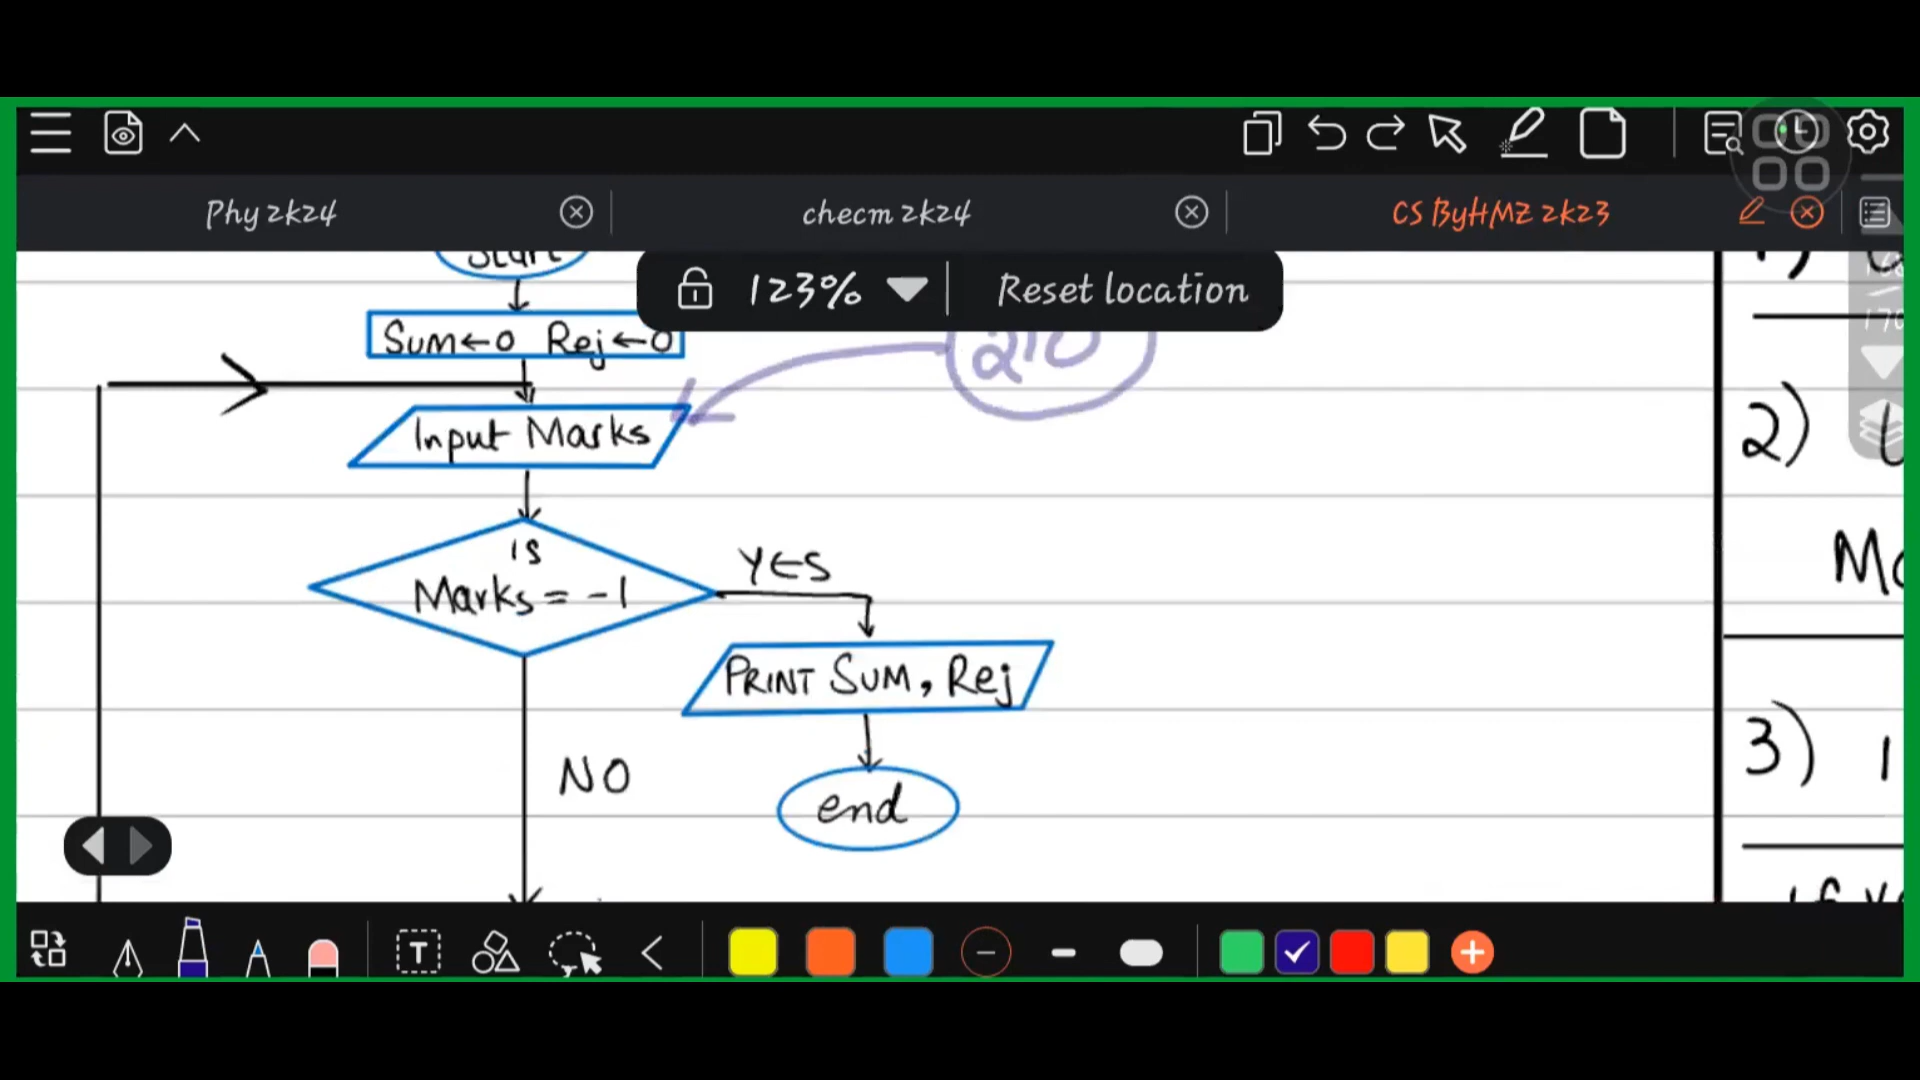 Phy 2k24
checm 2k24
CS ByHMZ 2k23
Start
123%
Reset location
Sum←0 Rej←0
210
Input Marks
is
Marks = -1
YES
PRINT SUM, Rej
NO
end
2)
3)
T